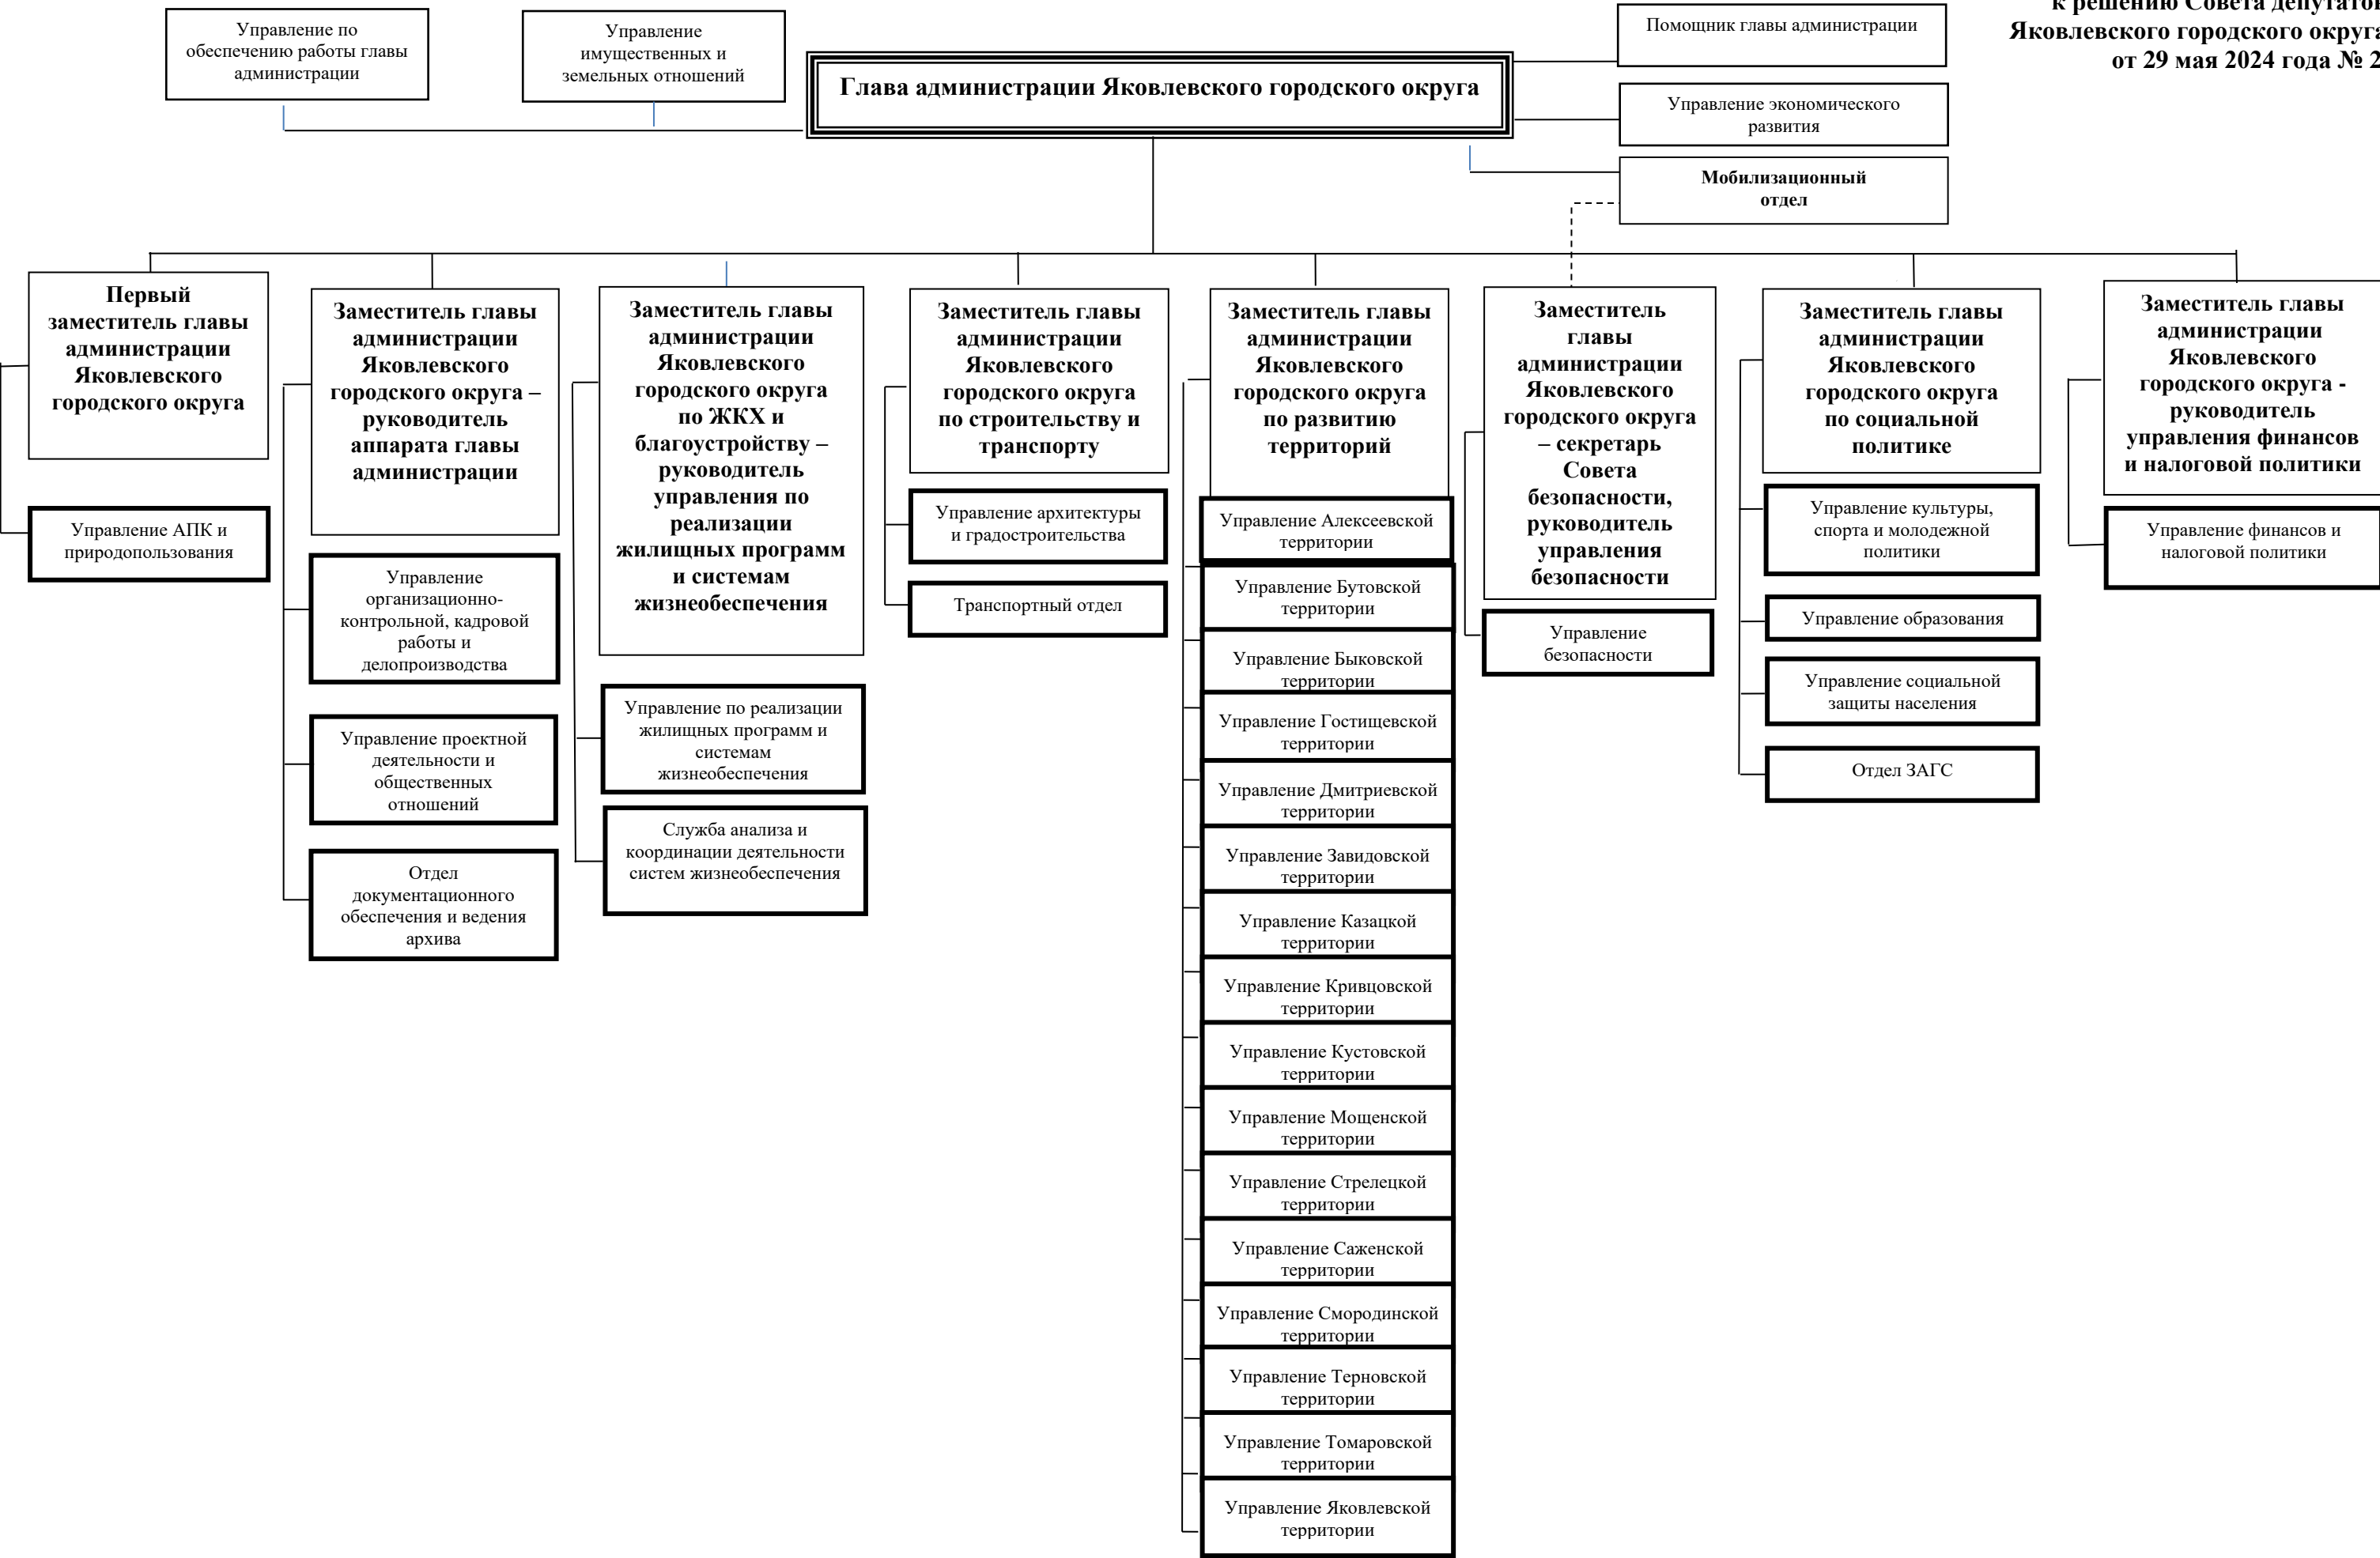 к решению Совета депутатов
Яковлевского городского округа
от 29 мая 2024 года № 2
Управление по
обеспечению работы главы
администрации
Управление
имущественных и
земельных отношений
Глава администрации Яковлевского городского округа
Помощник главы администрации
Управление экономического
развития
Мобилизационный
отдел
Первый
заместитель главы
администрации
Яковлевского
городского округа
Управление АПК и
природопользования
Заместитель главы
администрации
Яковлевского
городского округа –
руководитель
аппарата главы
администрации
Управление
организационно-
контрольной, кадровой
работы и
делопроизводства
Управление проектной
деятельности и
общественных
отношений
Отдел
документационного
обеспечения и ведения
архива
Заместитель главы
администрации
Яковлевского
городского округа
по ЖКХ и
благоустройству –
руководитель
управления по
реализации
жилищных программ
и системам
жизнеобеспечения
Управление по реализации
жилищных программ и
системам
жизнеобеспечения
Служба анализа и
координации деятельности
систем жизнеобеспечения
Заместитель главы
администрации
Яковлевского
городского округа
по строительству и
транспорту
Управление архитектуры
и градостроительства
Транспортный отдел
Заместитель главы
администрации
Яковлевского
городского округа
по развитию
территорий
Управление Алексеевской
территории
Управление Бутовской
территории
Управление Быковской
территории
Управление Гостищевской
территории
Управление Дмитриевской
территории
Управление Завидовской
территории
Управление Казацкой
территории
Управление Кривцовской
территории
Управление Кустовской
территории
Управление Мощенской
территории
Управление Стрелецкой
территории
Управление Саженской
территории
Управление Смородинской
территории
Управление Терновской
территории
Управление Томаровской
территории
Управление Яковлевской
территории
Заместитель
главы
администрации
Яковлевского
городского округа
– секретарь
Совета
безопасности,
руководитель
управления
безопасности
Управление
безопасности
Заместитель главы
администрации
Яковлевского
городского округа
по социальной
политике
Управление культуры,
спорта и молодежной
политики
Управление образования
Управление социальной
защиты населения
Отдел ЗАГС
Заместитель главы
администрации
Яковлевского
городского округа -
руководитель
управления финансов
и налоговой политики
Управление финансов и
налоговой политики